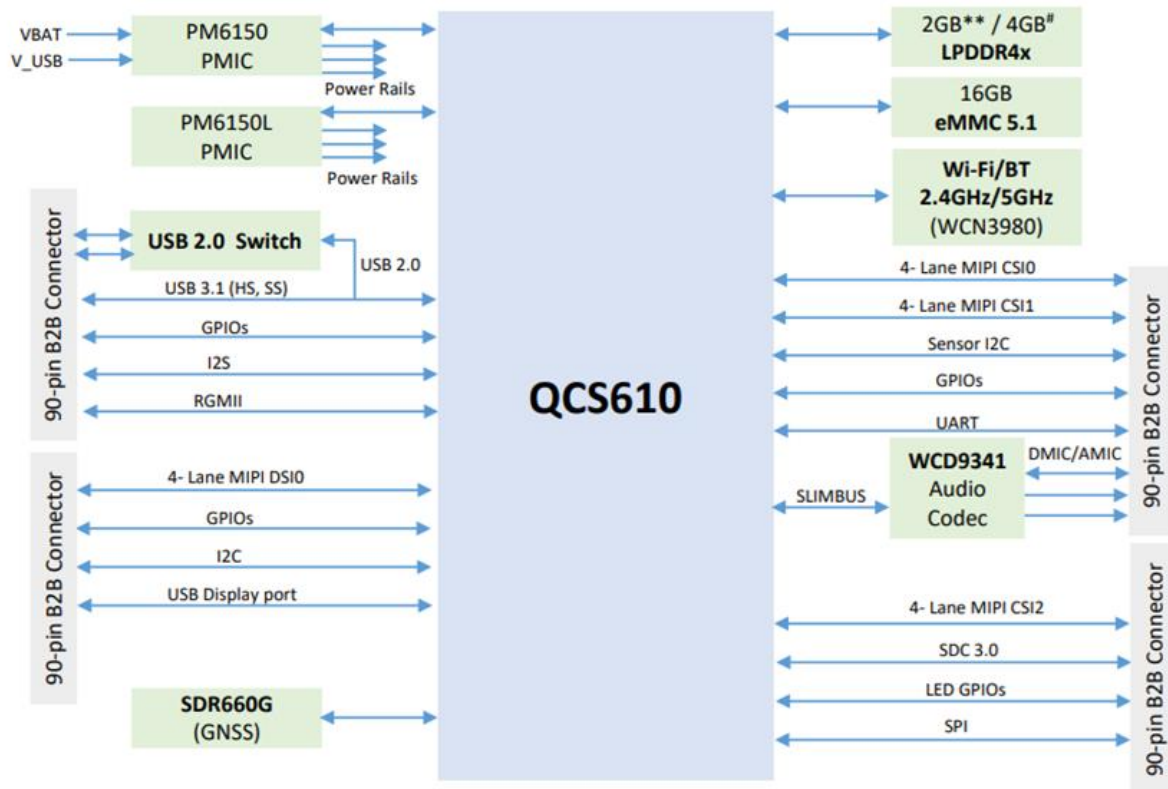 VBAT
V_USB
PM6150
PMIC
Power Rails
PM6150L
PMIC
Power Rails
90-pin B2B Connector
USB 2.0 Switch
USB 2.0
USB 3.1 (HS, SS)
GPIOs
I2S
RGMII
90-pin B2B Connector
4- Lane MIPI DSI0
GPIOs
I2C
USB Display port
SDR660G
(GNSS)
QCS610
2GB** / 4GB#
LPDDR4x
16GB
eMMC 5.1
Wi-Fi/BT
2.4GHz/5GHz
(WCN3980)
4- Lane MIPI CSI0
4- Lane MIPI CSI1
Sensor I2C
GPIOs
UART
SLIMBUS
WCD9341
Audio
Codec
DMIC/AMIC
90-pin B2B Connector
4- Lane MIPI CSI2
SDC 3.0
LED GPIOs
SPI
90-pin B2B Connector